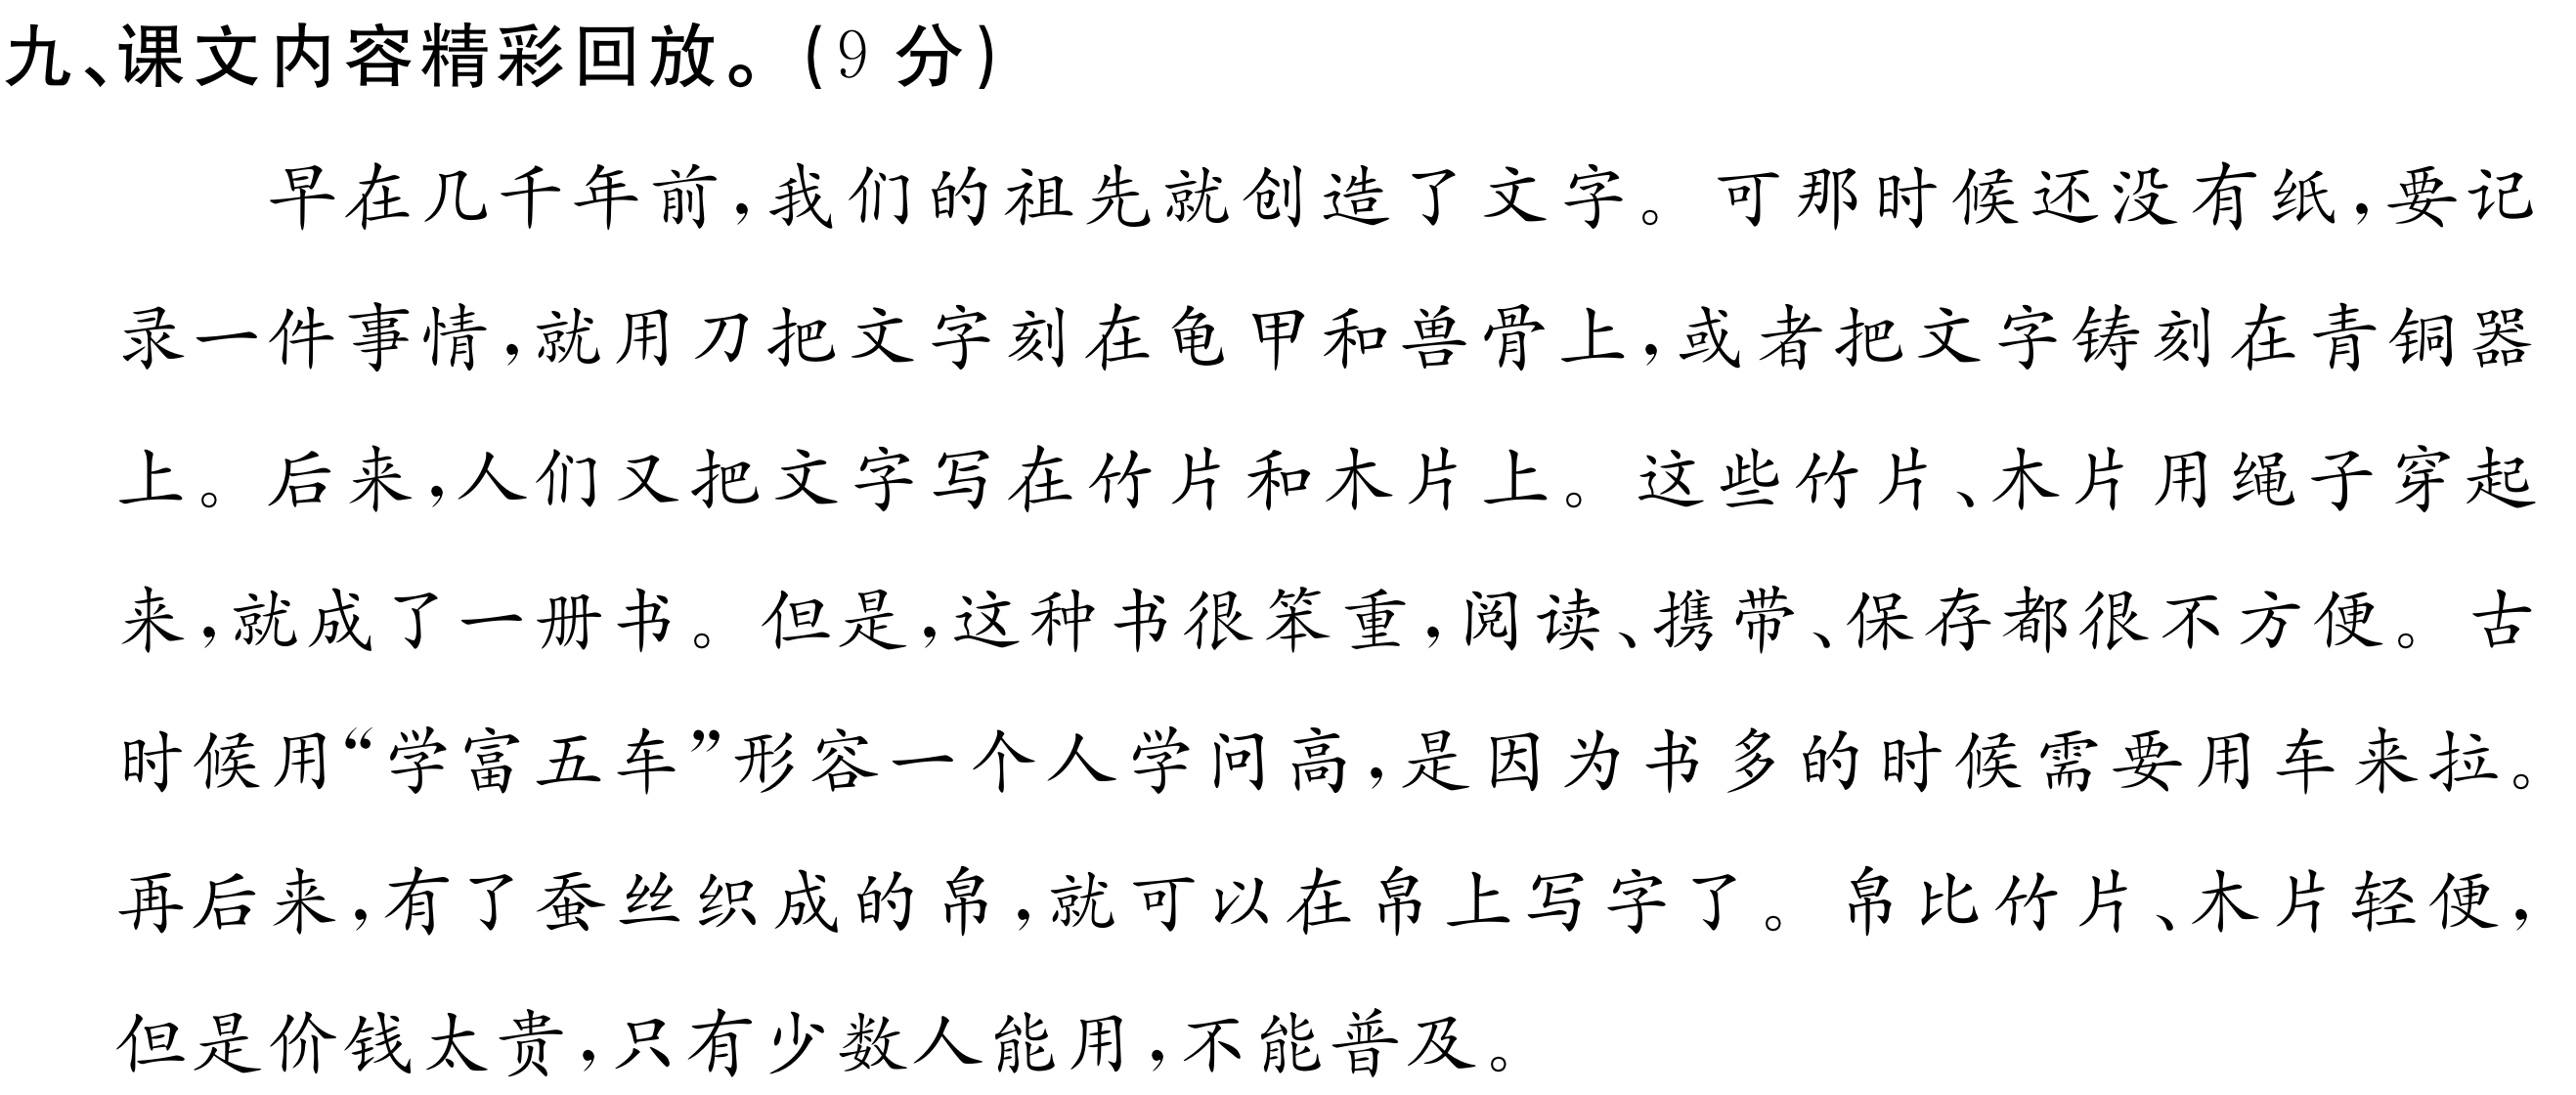 九、课文内容精彩回放。(9 分)
早在几千年前,我们的祖先就创造了文字。可那时候还没有纸,要记
录一件事情,就用刀把文字刻在龟甲和兽骨上,或者把文字铸刻在青铜器
上。后来,人们又把文字写在竹片和木片上。这些竹片、木片用绳子穿起
来,就成了一册书。但是,这种书很笨重,阅读、携带、保存都很不方便。古
时候用“学富五车”形容一个人学问高,是因为书多的时候需要用车来拉。
再后来,有了蚕丝织成的帛,就可以在帛上写字了。帛比竹片、木片轻便,
但是价钱太贵,只有少数人能用,不能普及。